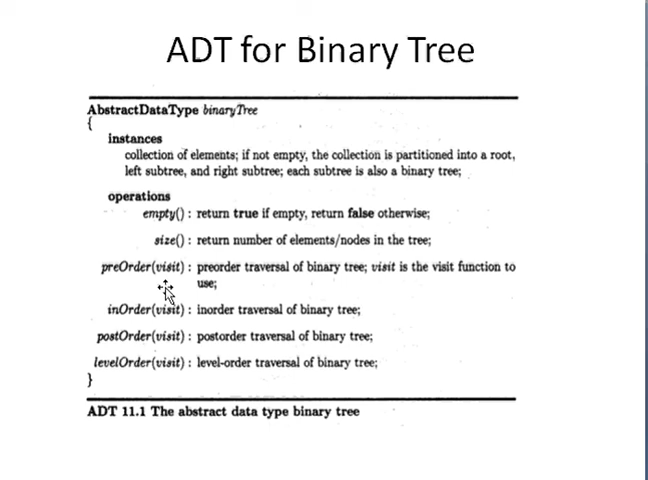 ADT for Binary Tree
AbstractDataType binaryTree
{
instances
collection of elements; if not empty, the collection is partitioned into a root,
left subtree, and right subtree; each subtree is also a binary tree;
operations
empty() : return true if empty, return false otherwise;
size() : return number of elements/nodes in the tree;
preOrder(visit) : preorder traversal of binary tree; visit is the visit function to
use;
inOrder(visit) : inorder traversal of binary tree;
postOrder(visit) : postorder traversal of binary tree;
levelOrder(visit) : level-order traversal of binary tree;
}
ADT 11.1 The abstract data type binary tree